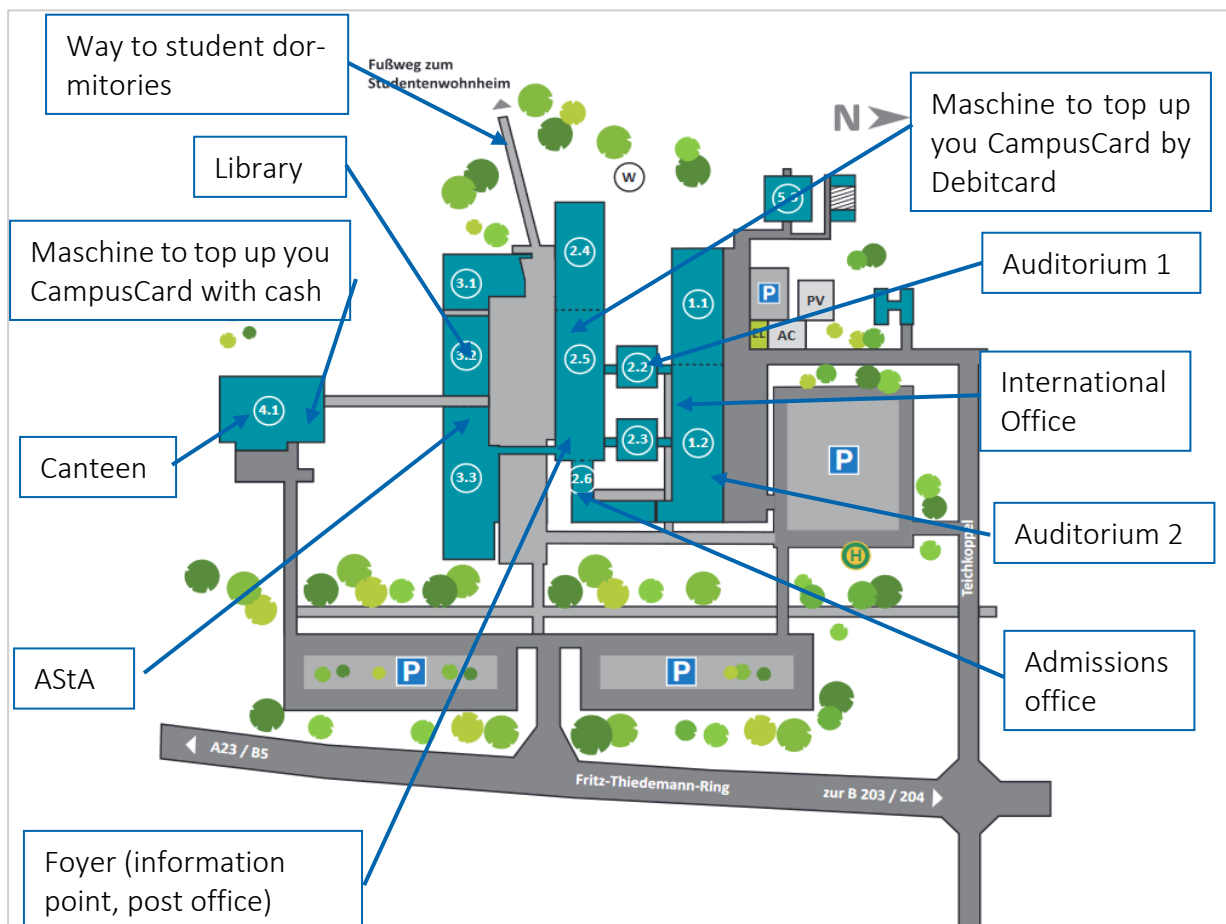 Way to student dor-
mitories
Fußweg zum
Studentenwohnheim
Maschine to top up
you CampusCard by
Debitcard
N
Library
W
5.3
Maschine to top up you
CampusCard with cash
2.4
3.1
1.1
Auditorium 1
P
PV
EL
AC
H
3.2
2.5
2.2
International
Office
4.1
2.3
1.2
P
Canteen
3.3
2.6
Auditorium 2
H
Teichkoppel
AStA
P
P
Admissions
office
A23 / B5
Fritz-Thiedemann-Ring
zur B 203 / 204
Foyer (information
point, post office)